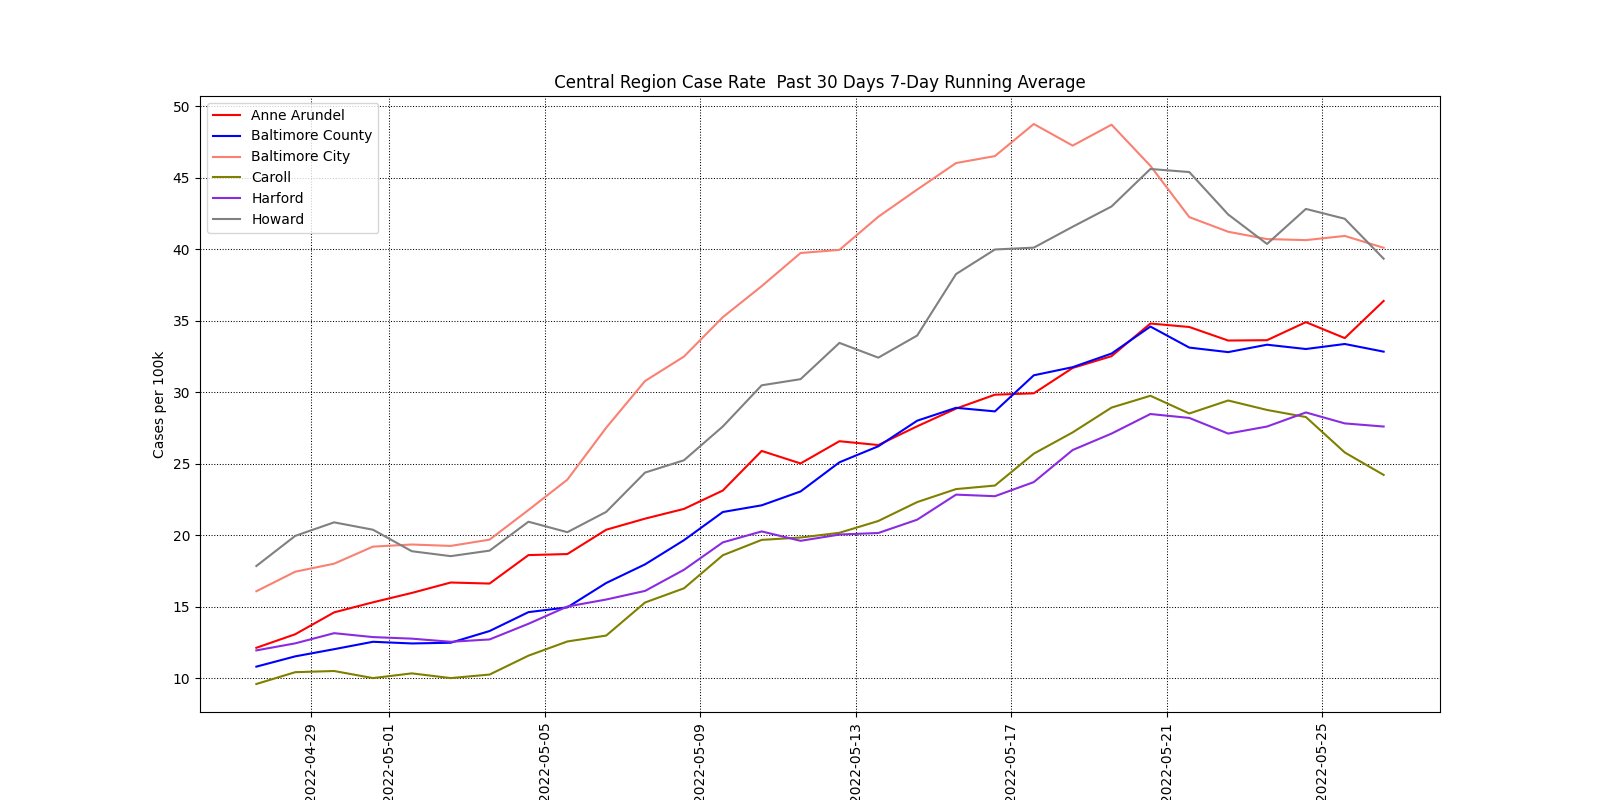 Central Region Case Rate  Past 30 Days 7-Day Running Average
Cases per 100k
50
45
40
35
30
25
20
15
10
Anne Arundel
Baltimore County
Baltimore City
Caroll
Harford
Howard
2022-04-29
2022-05-01
2022-05-05
2022-05-09
2022-05-13
2022-05-17
2022-05-21
2022-05-25